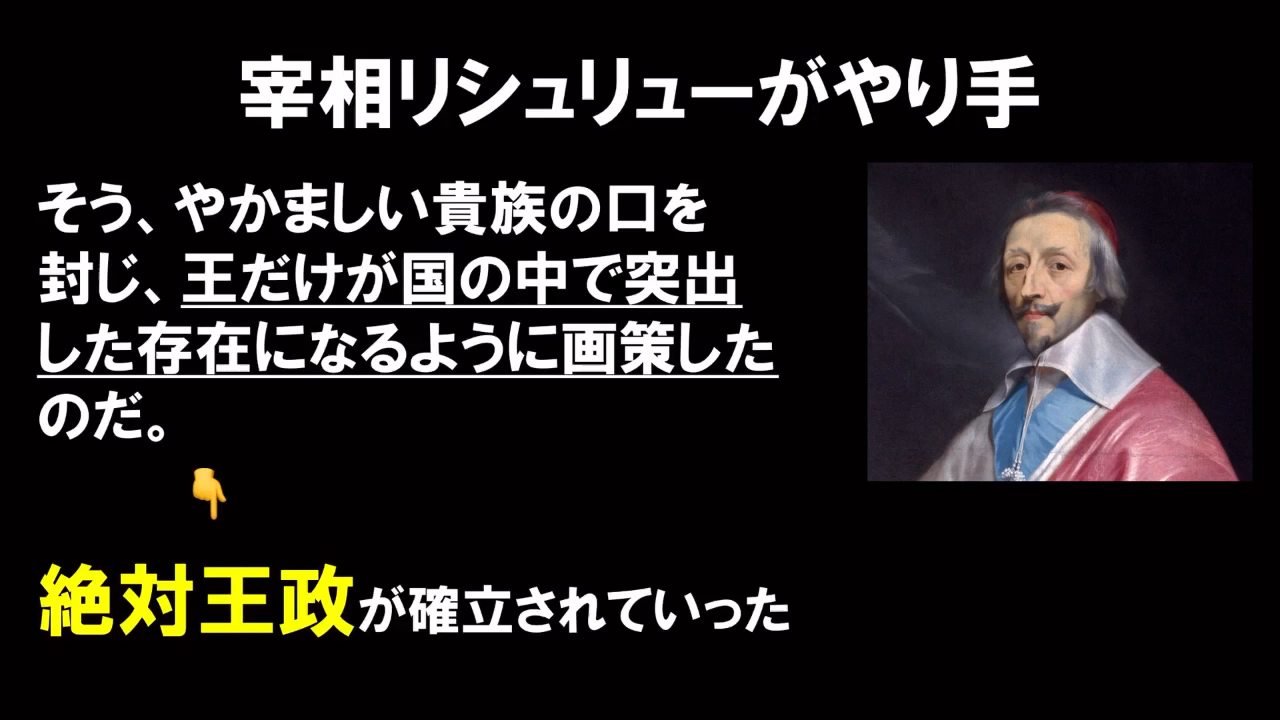 宰相リシュリューがやり手
そう、やかましい貴族の口を
封じ、王だけが国の中で突出
した存在になるように画策した
のだ。
👇
絶対王政が確立されていった